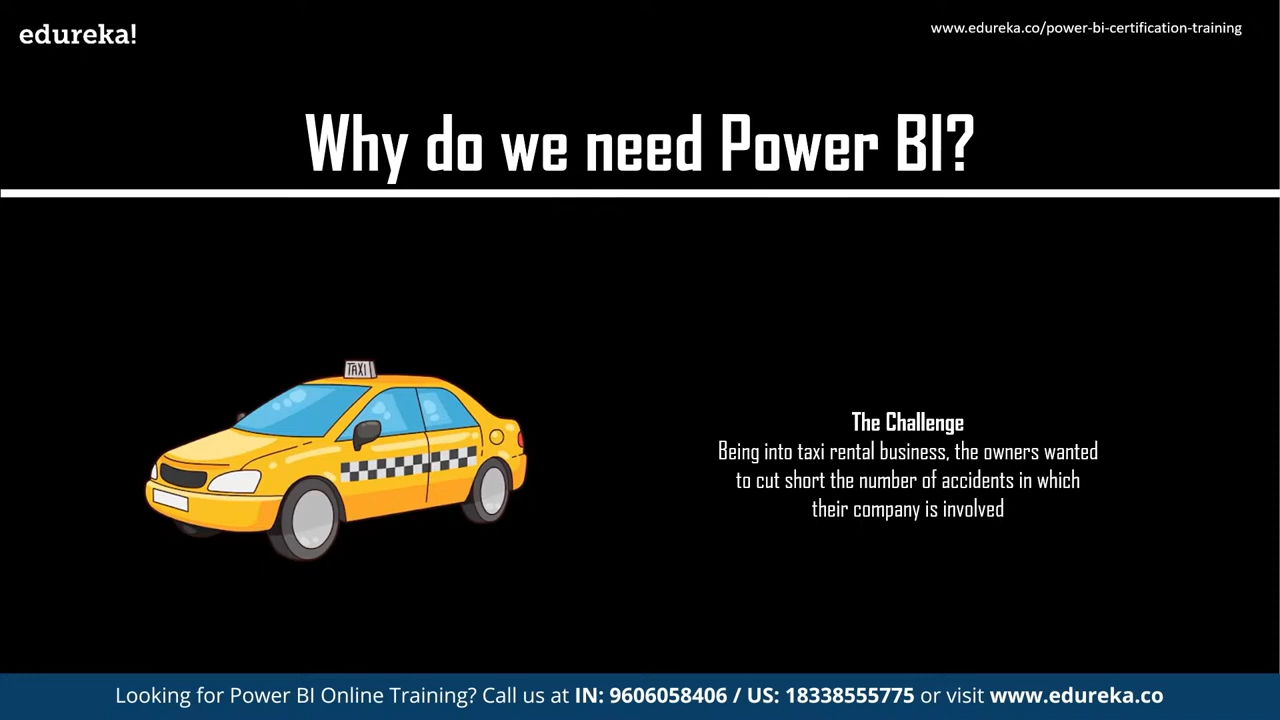 edureka!
www.edureka.co/power-bi-certification-training
Why do we need Power BI?
TAXI
The Challenge
Being into taxi rental business, the owners wanted
to cut short the number of accidents in which
their company is involved
Looking for Power BI Online Training? Call us at IN: 9606058406 / US: 18338555775 or visit www.edureka.co